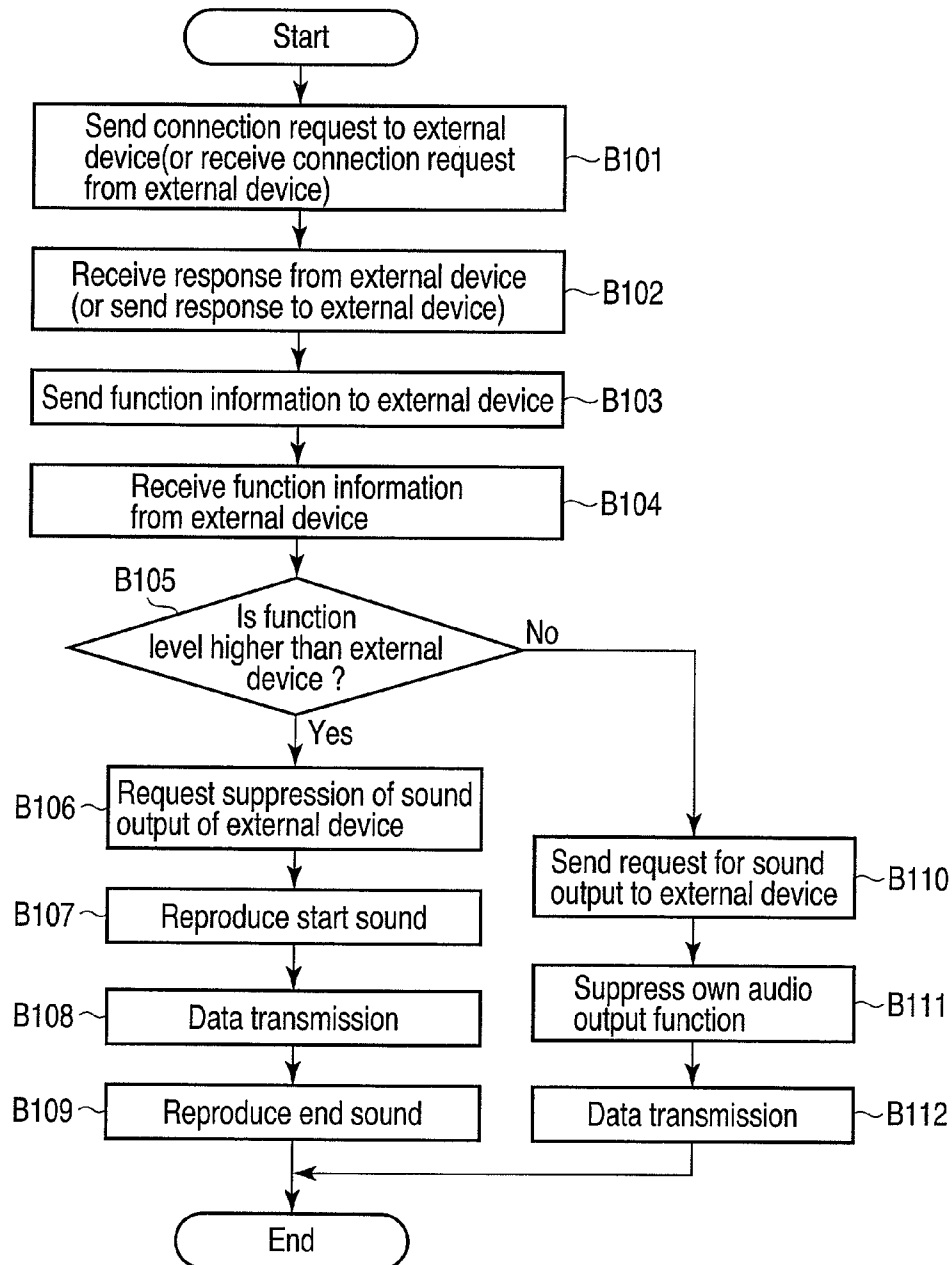 Start
Send connection request to external
device(or receive connection request
from external device)
B101
Receive response from external device
(or send response to external device)
B102
Send function information to external device
B103
Receive function information
from external device
B104
B105
Is function
level higher than external
device ?
No
Yes
B106
Request suppression of sound
output of external device
B107
Reproduce start sound
B108
Data transmission
B109
Reproduce end sound
Send request for sound
output to external device
B110
Suppress own audio
output function
B111
Data transmission
B112
End